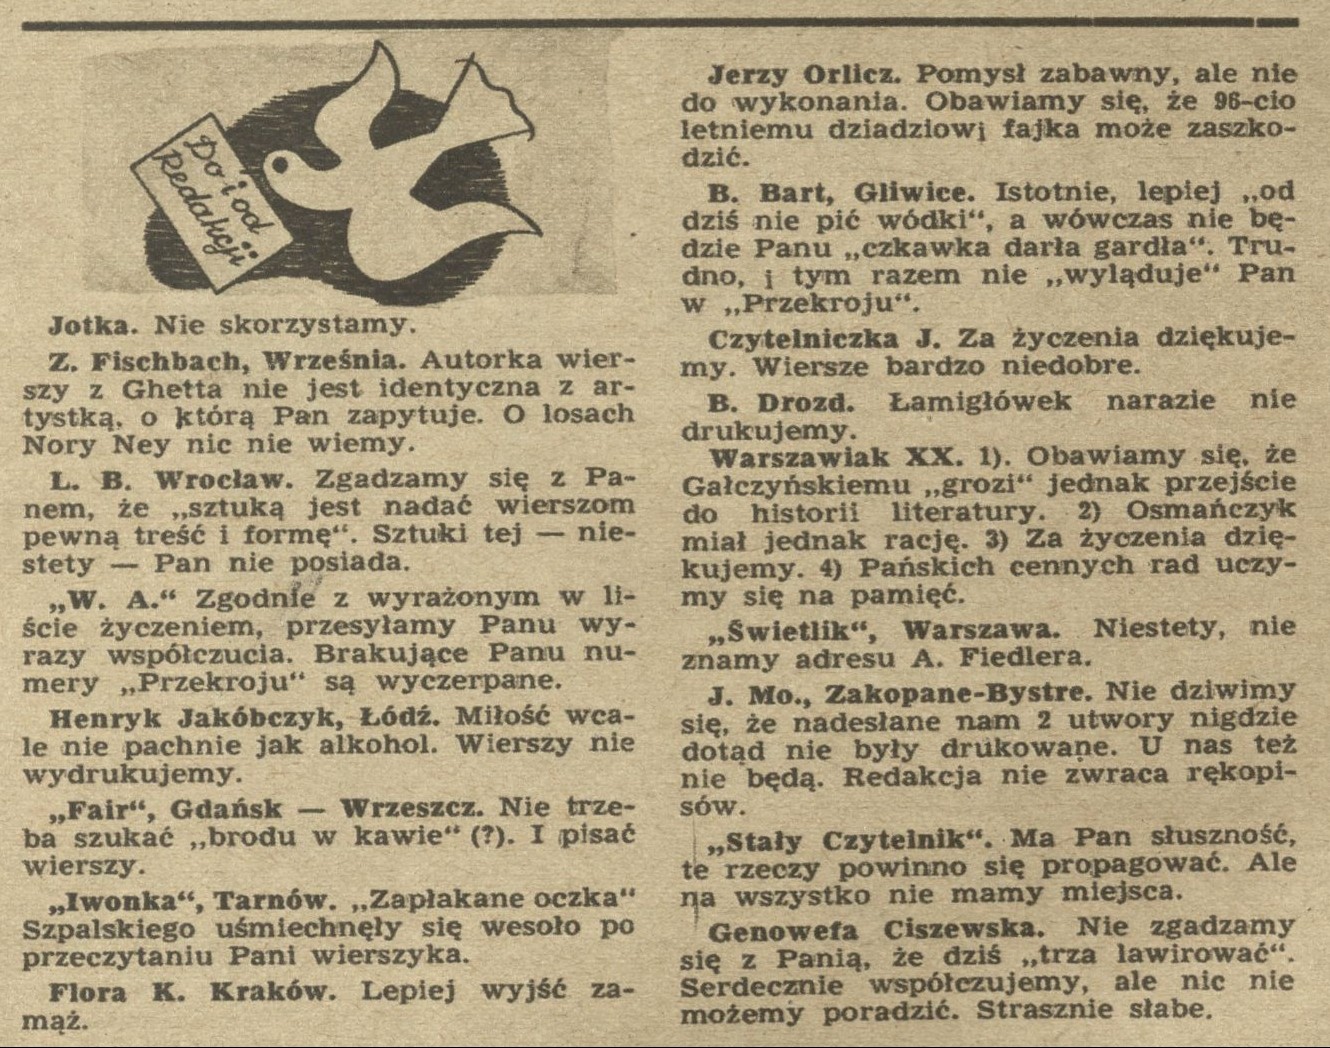 Do i od
Redakcji
Jotka. Nie skorzystamy.
Z. Fischbach, Września. Autorka wier-
szy z Ghetta nie jest identyczna z ar-
tystką, o którą Pan zapytuje. O losach
Nory Ney nic nie wiemy.
L. B. Wrocław. Zgadzamy się z Pa-
nem, że „sztuką jest nadać wierszom
pewną treść i formę“. Sztuki tej — nie-
stety — Pan nie posiada.
„W. A.“ Zgodnie z wyrażonym w li-
ście życzeniem, przesyłamy Panu wy-
razy współczucia. Brakujące Panu nu-
mery „Przekroju“ są wyczerpane.
Henryk Jakóbczyk, Łódź. Miłość wca-
le nie pachnie jak alkohol. Wierszy nie
wydrukujemy.
„Fair“, Gdańsk — Wrzeszcz. Nie trze-
ba szukać „brodu w kawie“ (?). I pisać
wierszy.
„Iwonka“, Tarnów. „Zapłakane oczka“
Szpalskiego uśmiechnęły się wesoło po
przeczytaniu Pani wierszyka.
Flora K. Kraków. Lepiej wyjść za-
mąż.
Jerzy Orlicz. Pomysł zabawny, ale nie
do wykonania. Obawiamy się, że 96-cio
letniemu dziadziowi fajka może zaszko-
dzić.
B. Bart, Gliwice. Istotnie, lepiej „od
dziś nie pić wódki“, a wówczas nie bę-
dzie Panu „czkawka darła gardła“. Tru-
dno, i tym razem nie „wyląduje“ Pan
w „Przekroju“.
Czytelniczka J. Za życzenia dziękuje-
my. Wiersze bardzo niedobre.
B. Drozd. Łamigłówek narazie nie
drukujemy.
Warszawiak XX. 1). Obawiamy się, że
Gałczyńskiemu „grozi“ jednak przejście
do historii literatury. 2) Osmańczyk
miał jednak rację. 3) Za życzenia dzię-
kujemy. 4) Pańskich cennych rad uczy-
my się na pamięć.
„Świetlik“, Warszawa. Niestety, nie
znamy adresu A. Fiedlera.
J. Mo., Zakopane-Bystre. Nie dziwimy
się, że nadesłane nam 2 utwory nigdzie
dotąd nie były drukowane. U nas też
nie będą. Redakcja nie zwraca rękopi-
sów.
„Stały Czytelnik“. Ma Pan słuszność,
te rzeczy powinno się propagować. Ale
na wszystko nie mamy miejsca.
Genowefa Ciszewska. Nie zgadzamy
się z Panią, że dziś „trza lawirować“.
Serdecznie współczujemy, ale nic nie
możemy poradzić. Strasznie słabe.